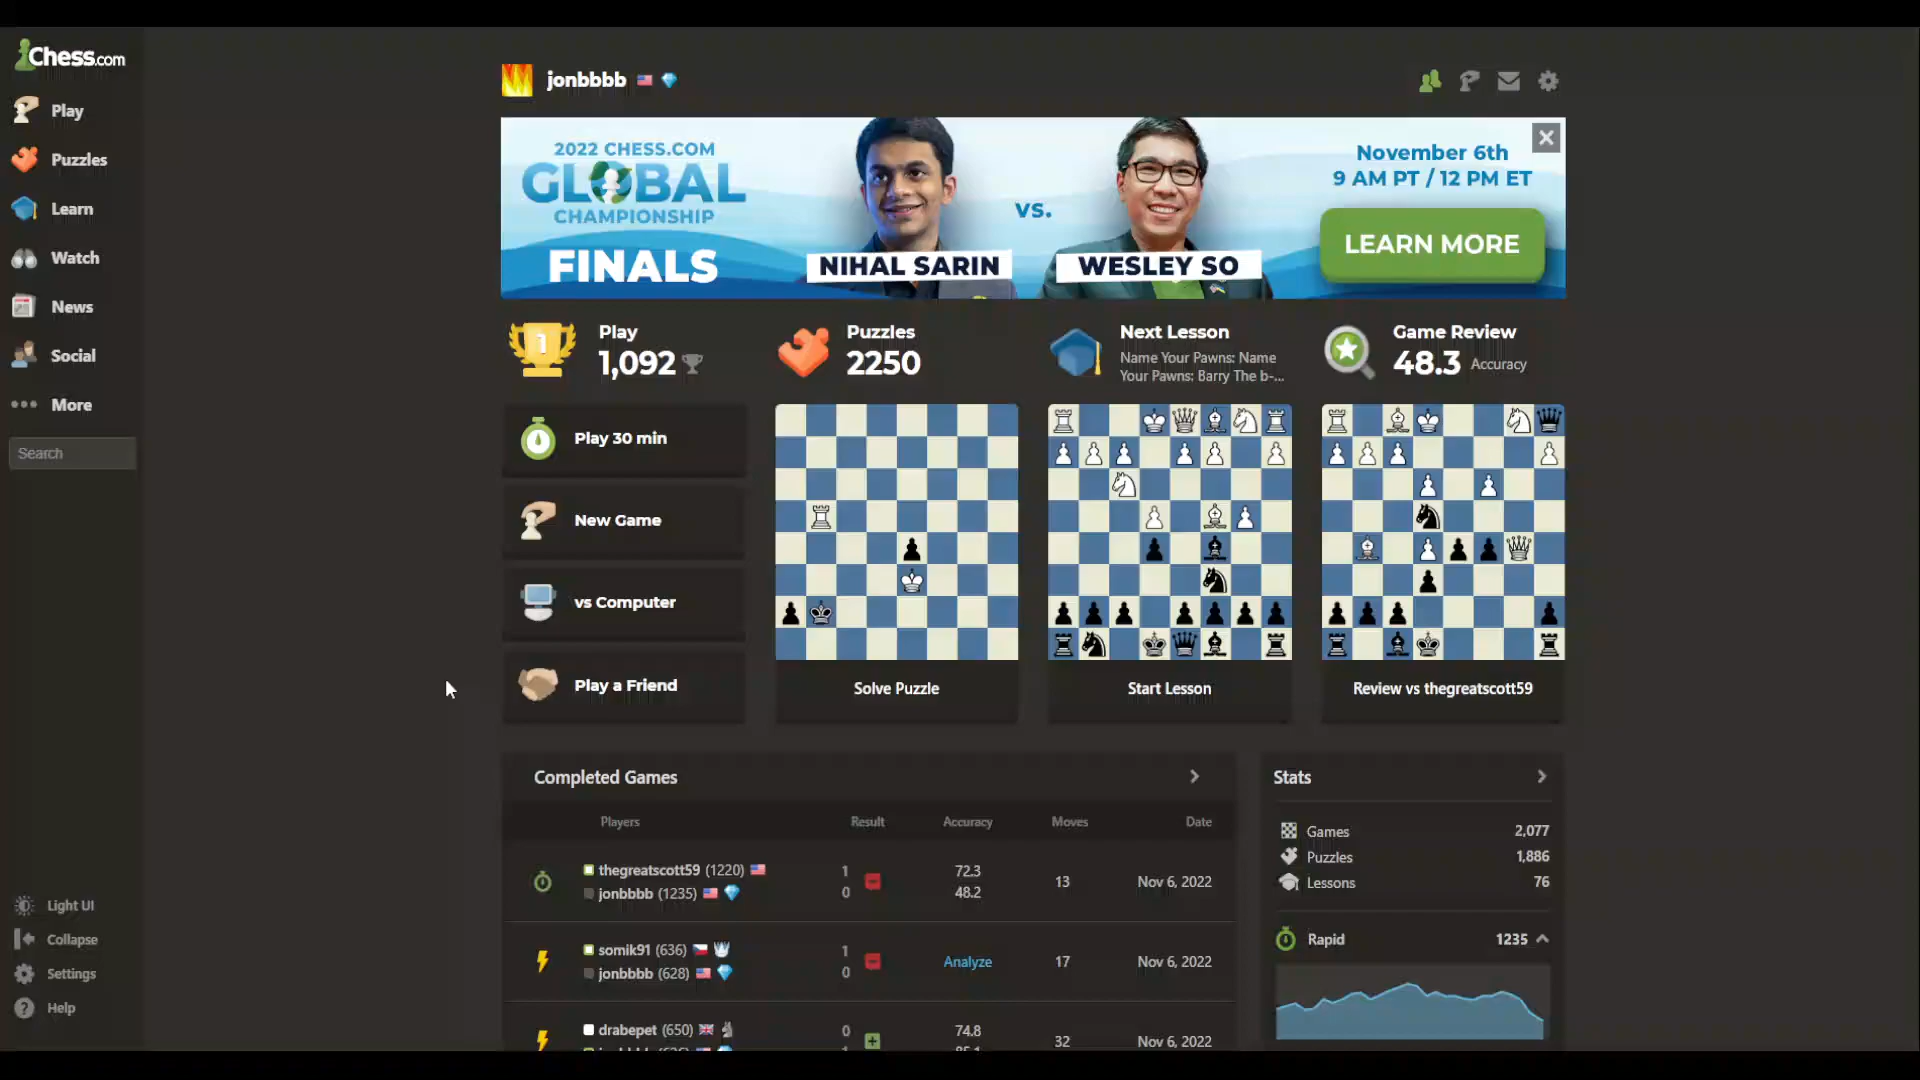 Chess.com
Play
Puzzles
Learn
Watch
News
Social
More
Search
Light UI
Collapse
Settings
Help
jonbbbb
2022 CHESS.COM
GLOBAL
CHAMPIONSHIP
FINALS
NIHAL SARIN
vs.
WESLEY SO
November 6th
9 AM PT / 12 PM ET
LEARN MORE
Play
1,092
Puzzles
2250
Next Lesson
Name Your Pawns: Name
Your Pawns: Barry The b-...
Game Review
48.3 Accuracy
Play 30 min
New Game
vs Computer
Play a Friend
Solve Puzzle
Start Lesson
Review vs thegreatscott59
Completed Games
Players Result Accuracy Moves Date
thegreatscott59 (1220) 1 72.3
jonbbbb (1235) 0 48.2
13 Nov 6, 2022
somik91 (636) 1
jonbbbb (628) 0
Analyze 17 Nov 6, 2022
drabepet (650) 0 74.8
32 Nov 6, 2022
Stats
Games 2,077
Puzzles 1,886
Lessons 76
Rapid 1235